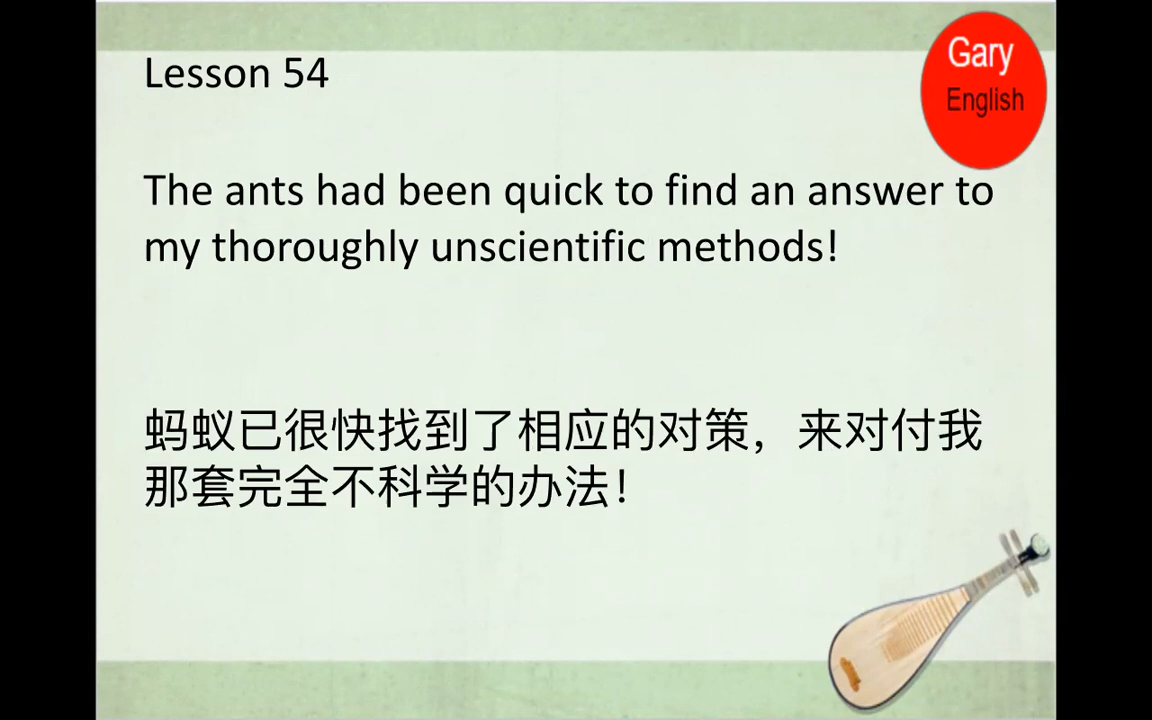 Lesson 54
Gary
English
The ants had been quick to find an answer to
my thoroughly unscientific methods!
蚂蚁已很快找到了相应的对策，来对付我
那套完全不科学的办法！